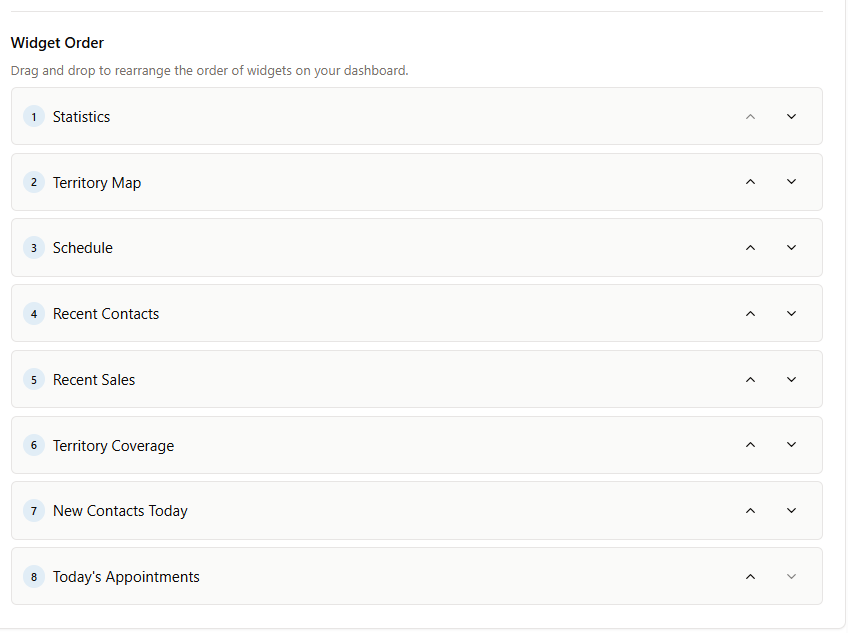 Widget Order
Drag and drop to rearrange the order of widgets on your dashboard.
1 Statistics
2 Territory Map
3 Schedule
4 Recent Contacts
5 Recent Sales
6 Territory Coverage
7 New Contacts Today
8 Today's Appointments